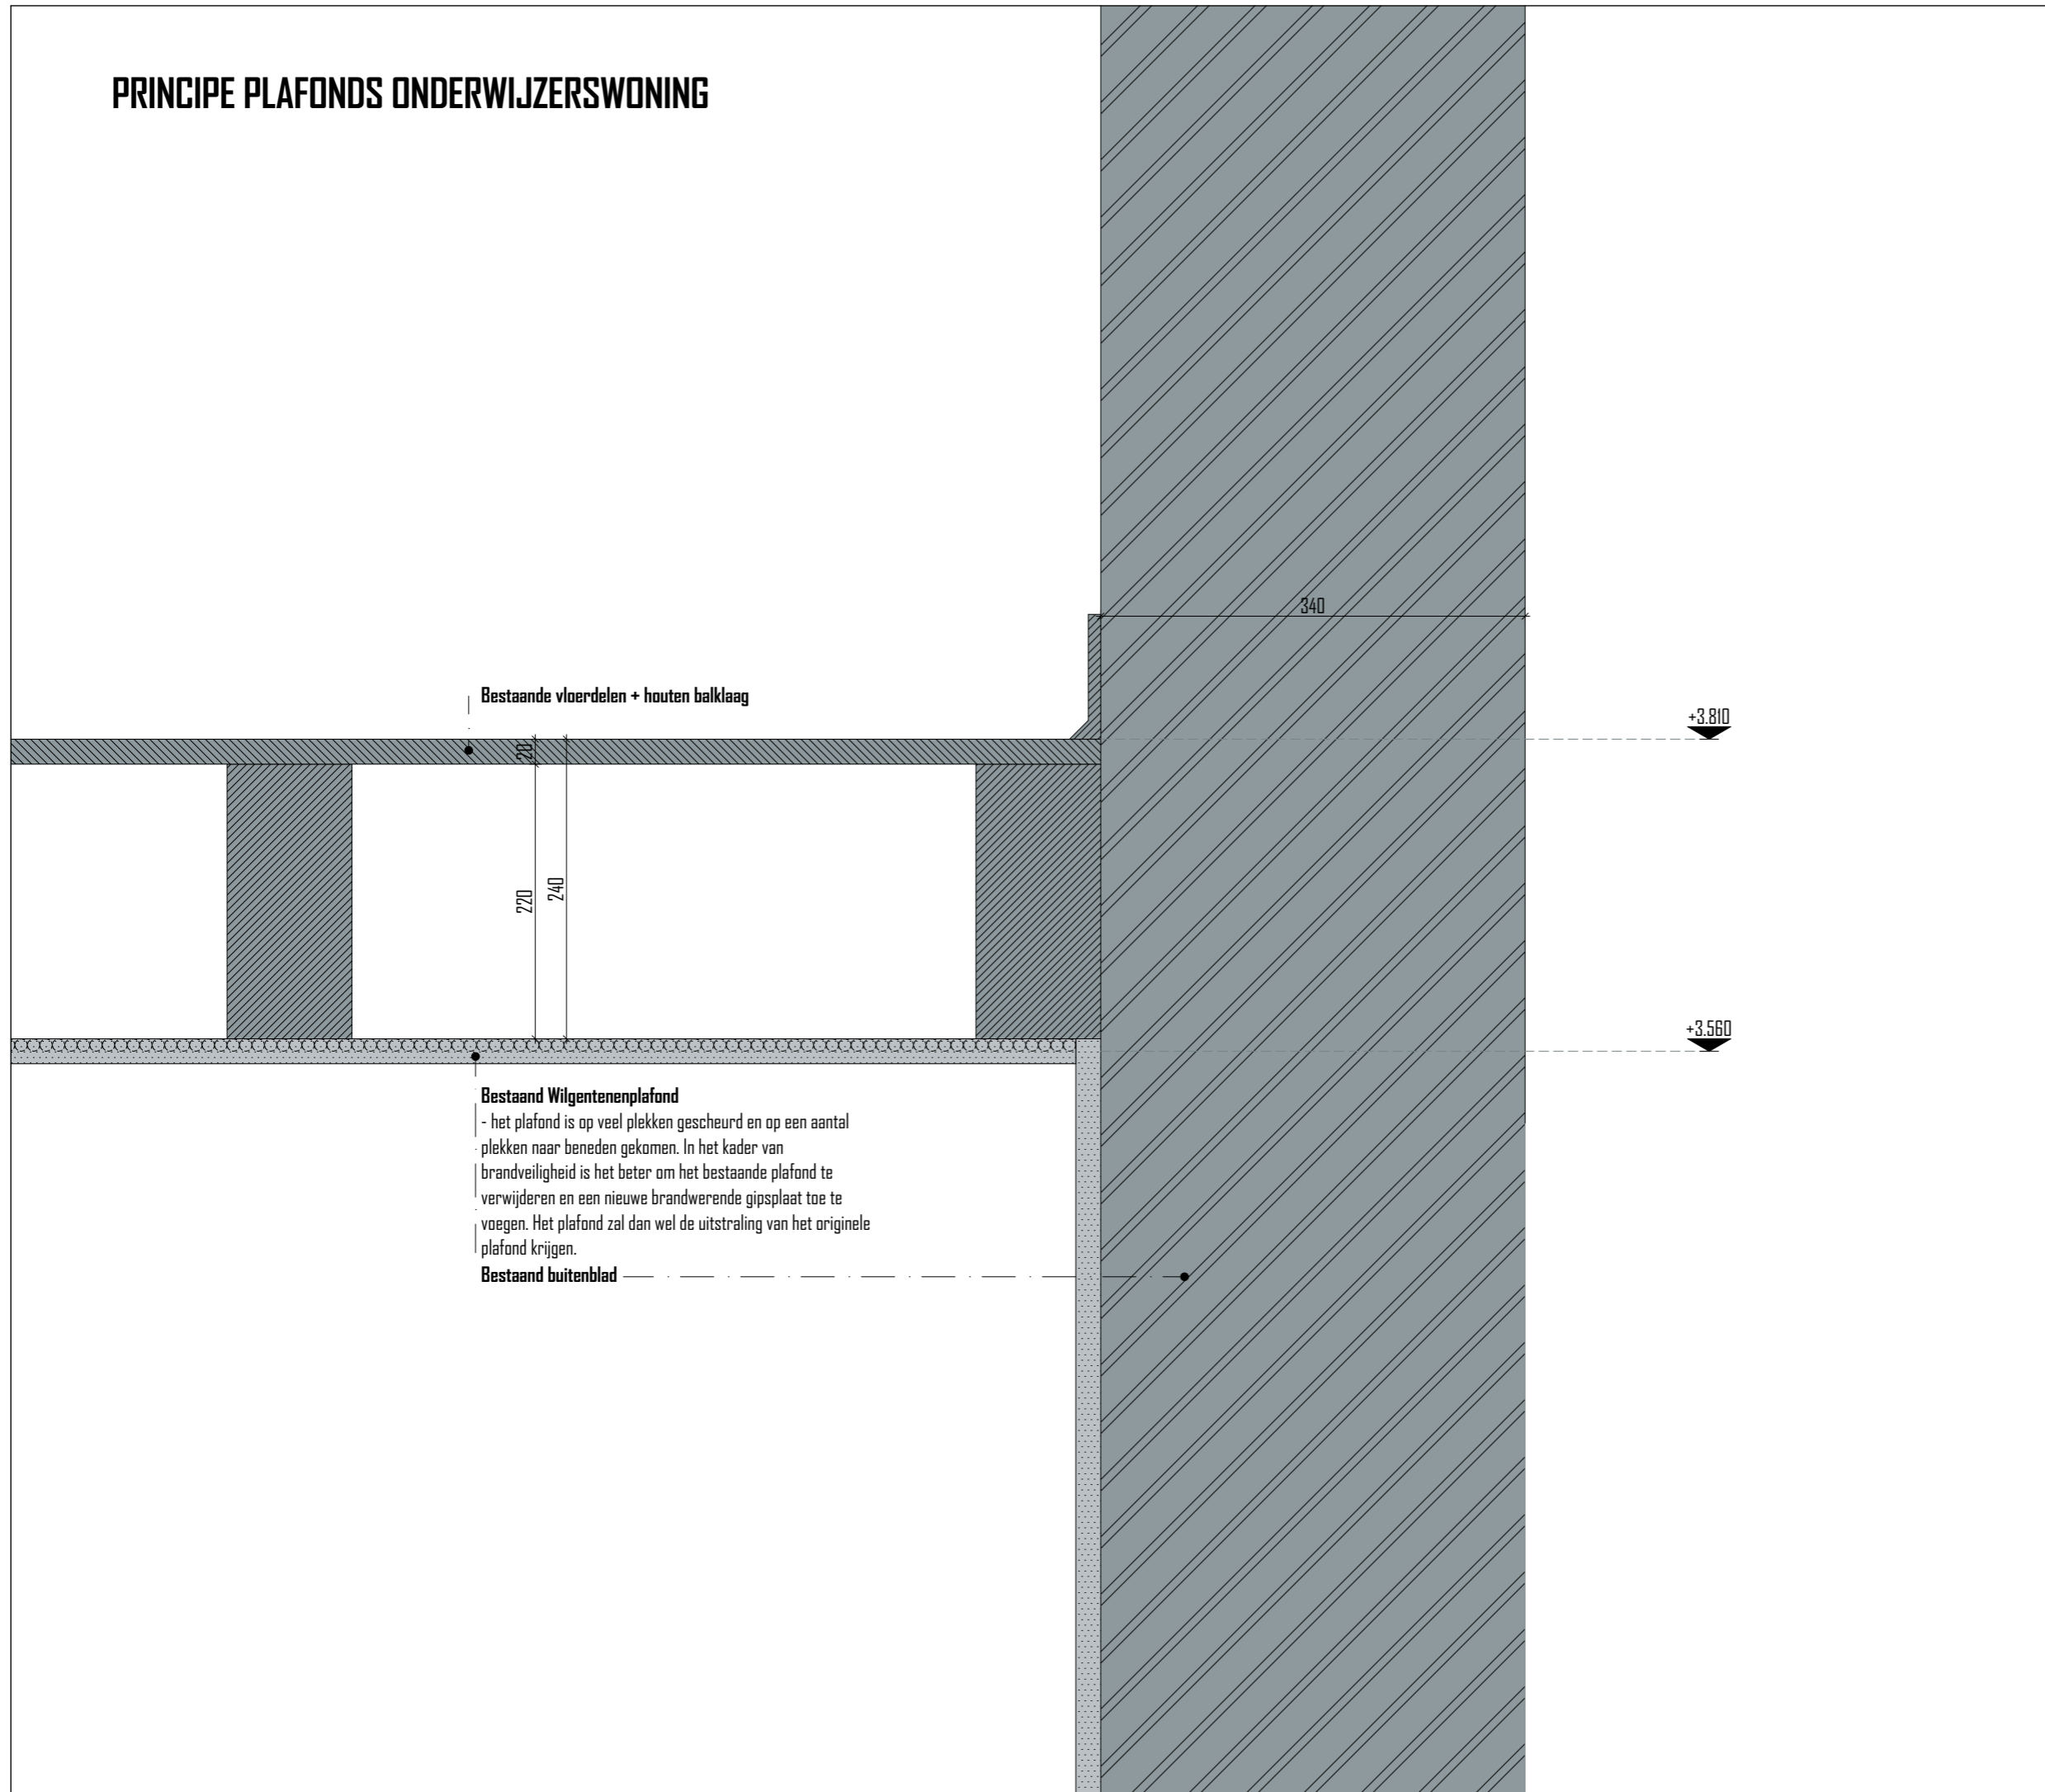 PRINCIPE PLAFONDS ONDERWIJZERSWONING
340
Bestaande vloerdelen + houten balklaag
+3.810
20
220
240
+3.560
Bestaand Wilgentenenplafond
- het plafond is op veel plekken gescheurd en op een aantal
plekken naar beneden gekomen. In het kader van
brandveiligheid is het beter om het bestaande plafond te
verwijderen en een nieuwe brandwerende gipsplaat toe te
voegen. Het plafond zal dan wel de uitstraling van het originele
plafond krijgen.
Bestaand buitenblad